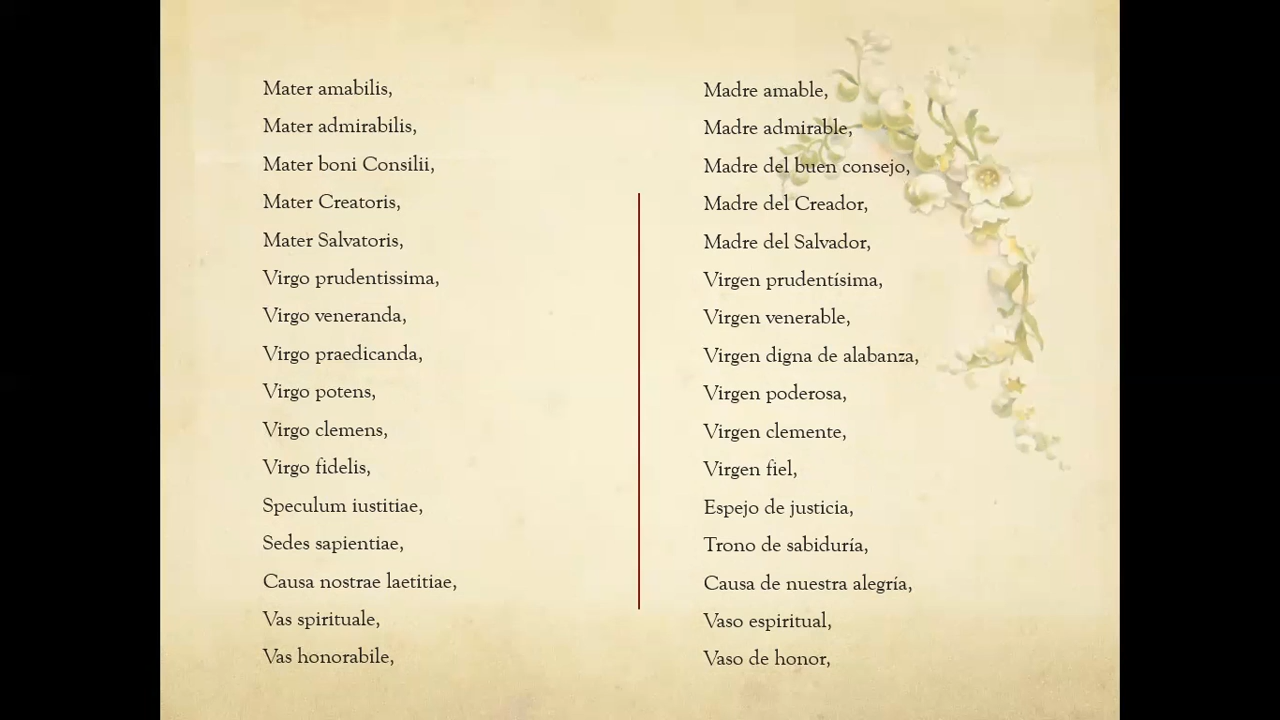 Mater amabilis,
Mater admirabilis,
Mater boni Consilii,
Mater Creatoris,
Mater Salvatoris,
Virgo prudentissima,
Virgo veneranda,
Virgo praedicanda,
Virgo potens,
Virgo clemens,
Virgo fidelis,
Speculum iustitiae,
Sedes sapientiae,
Causa nostrae laetitiae,
Vas spirituale,
Vas honorabile,
Madre amable,
Madre admirable,
Madre del buen consejo,
Madre del Creador,
Madre del Salvador,
Virgen prudentísima,
Virgen venerable,
Virgen digna de alabanza,
Virgen poderosa,
Virgen clemente,
Virgen fiel,
Espejo de justicia,
Trono de sabiduría,
Causa de nuestra alegría,
Vaso espiritual,
Vaso de honor,